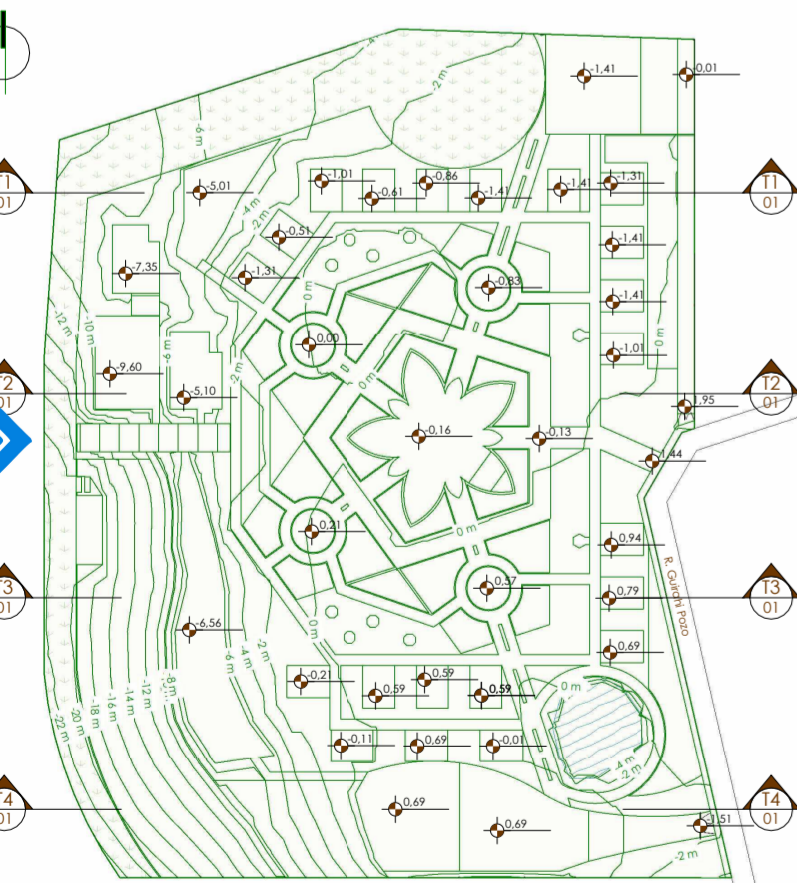 -4
-1,41
-0,01
-2 m
-6 m
T1
01
-5,01
-1,01
-0,86
-0,61
-1,41
-1,41
-1,31
T1
01
-4 m
-2 m
-0,51
-1,41
-7,35
-1,31
-0,83
0 m
-1,41
-12 m
-10 m
0,00
0 m
-6 m
-1,01
-9,60
-2 m
0 m
T2
01
-5,10
1,95
T2
01
-0,16
-0,13
1,44
0,21
0 m
0,94
0,57
R. Guirahi Pozo
T3
01
0,79
T3
01
-6,56
0 m
0,69
-8 m
-6 m
-4 m
-2 m
-0,21
0,59
0,59
0,59
0 m
-22 m
-20 m
-18 m
-16 m
-14 m
-12 m
-0,11
0,69
-0,01
-4 m
-2 m
T4
01
0,69
0,69
-1,51
T4
01
-2 m